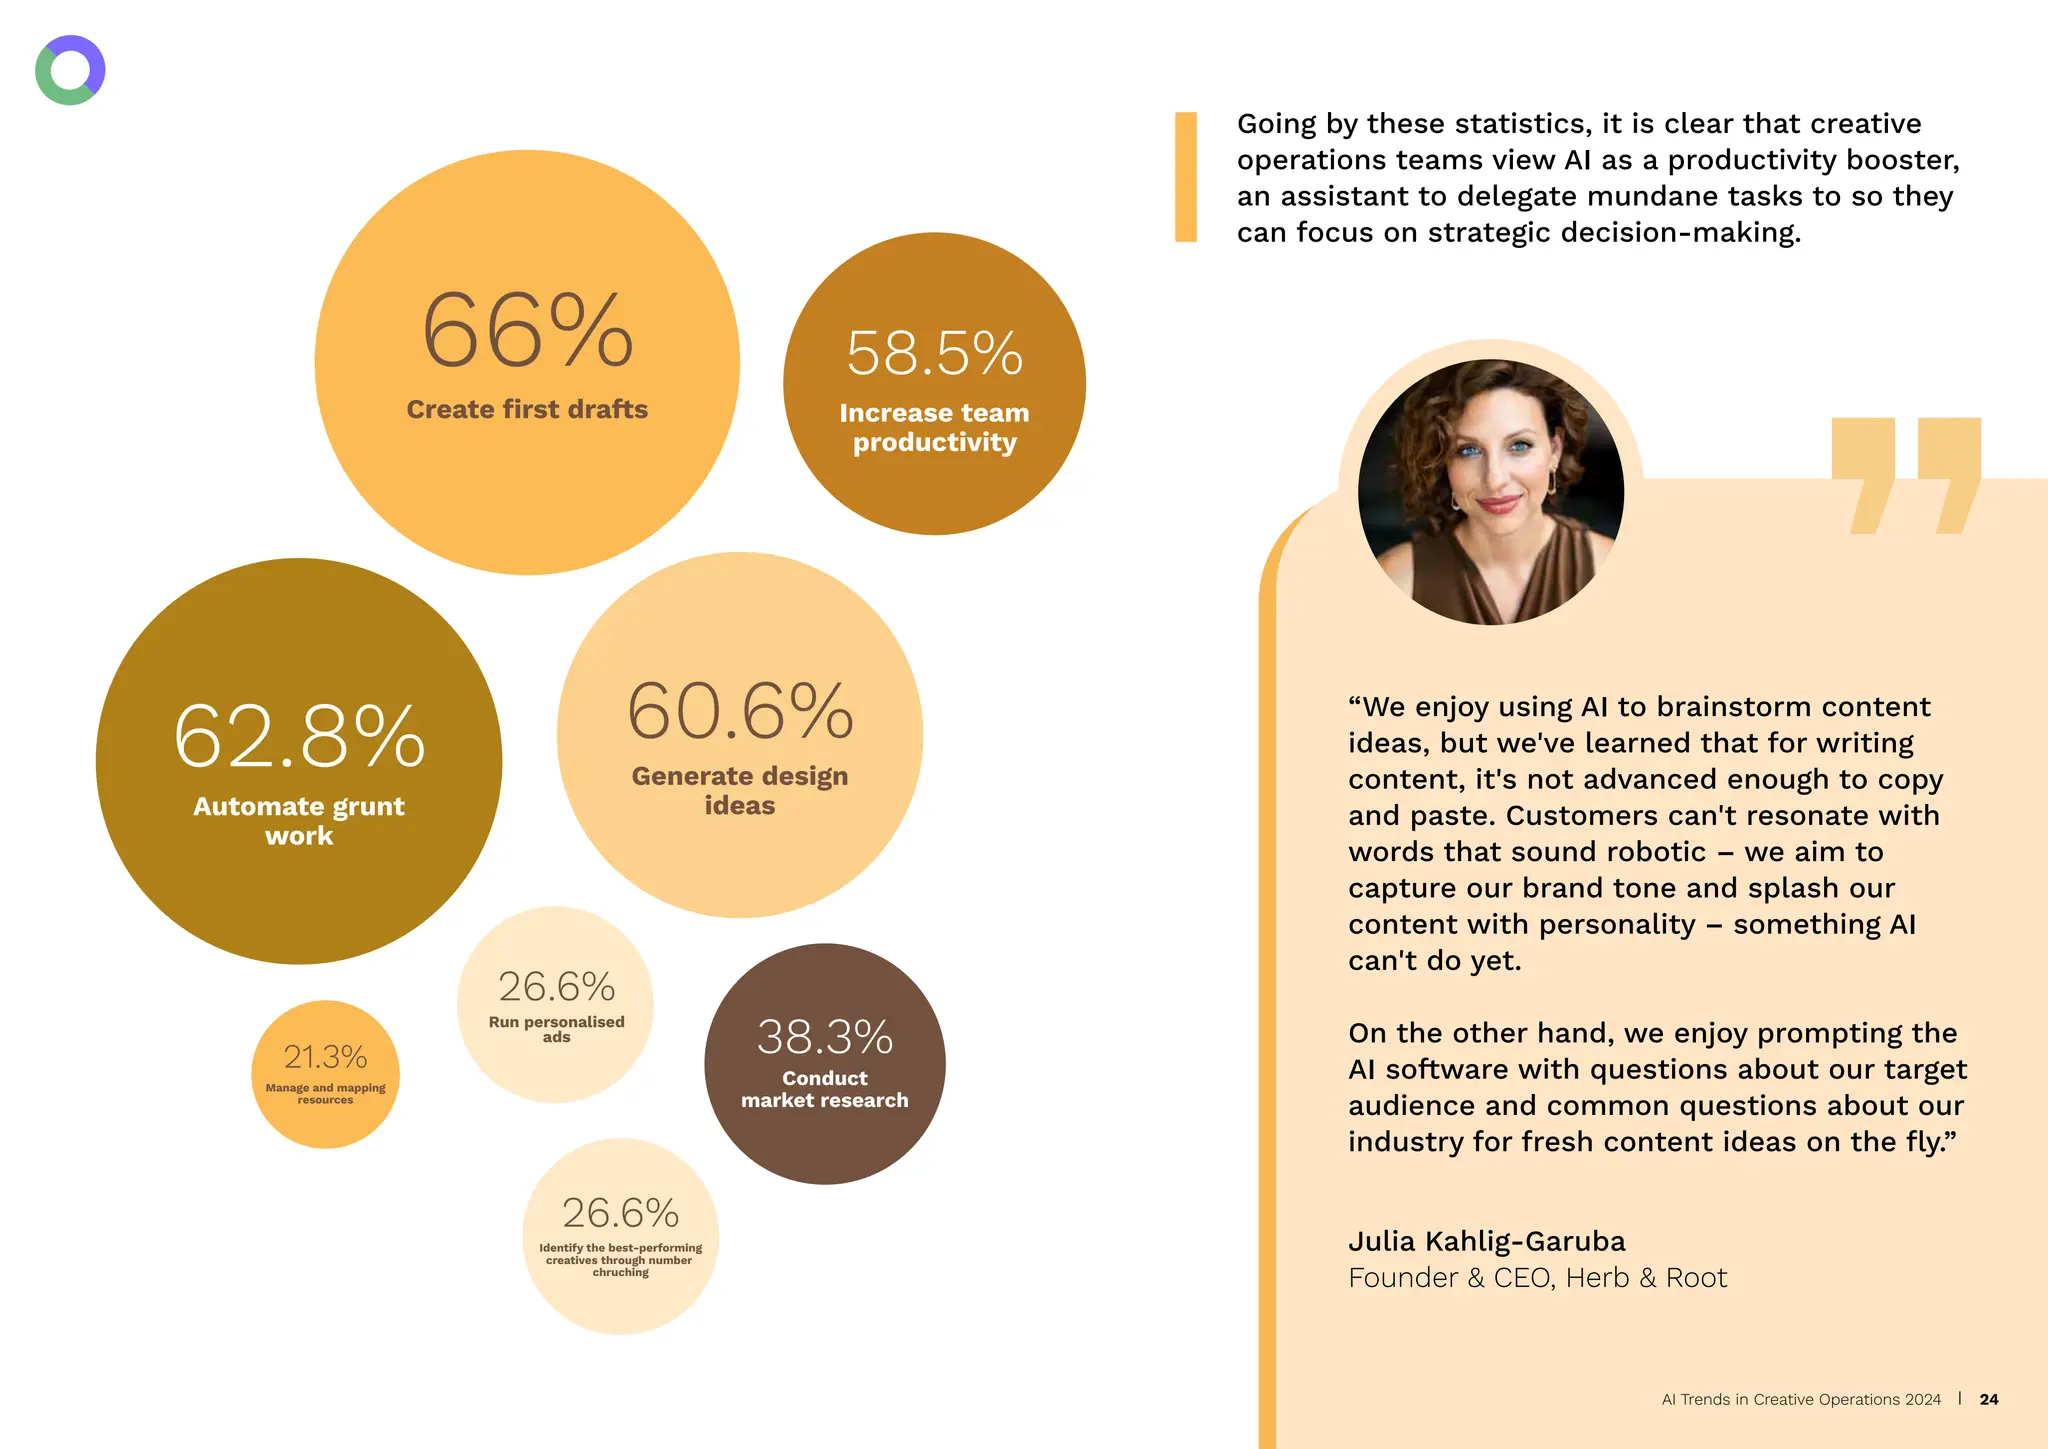 Going by these statistics, it is clear that creative
operations teams view AI as a productivity booster,
an assistant to delegate mundane tasks to so they
can focus on strategic decision-making.
66%
Create first drafts
58.5%
Increase team
productivity
62.8%
Automate grunt
work
60.6%
Generate design
ideas
26.6%
Run personalised
ads
38.3%
Conduct
market research
21.3%
Manage and mapping
resources
26.6%
Identify the best-performing
creatives through number
chruching
”
“We enjoy using AI to brainstorm content
ideas, but we've learned that for writing
content, it's not advanced enough to copy
and paste. Customers can't resonate with
words that sound robotic – we aim to
capture our brand tone and splash our
content with personality – something AI
can't do yet.
On the other hand, we enjoy prompting the
AI software with questions about our target
audience and common questions about our
industry for fresh content ideas on the fly.”
Julia Kahlig-Garuba
Founder & CEO, Herb & Root
AI Trends in Creative Operations 2024 | 24